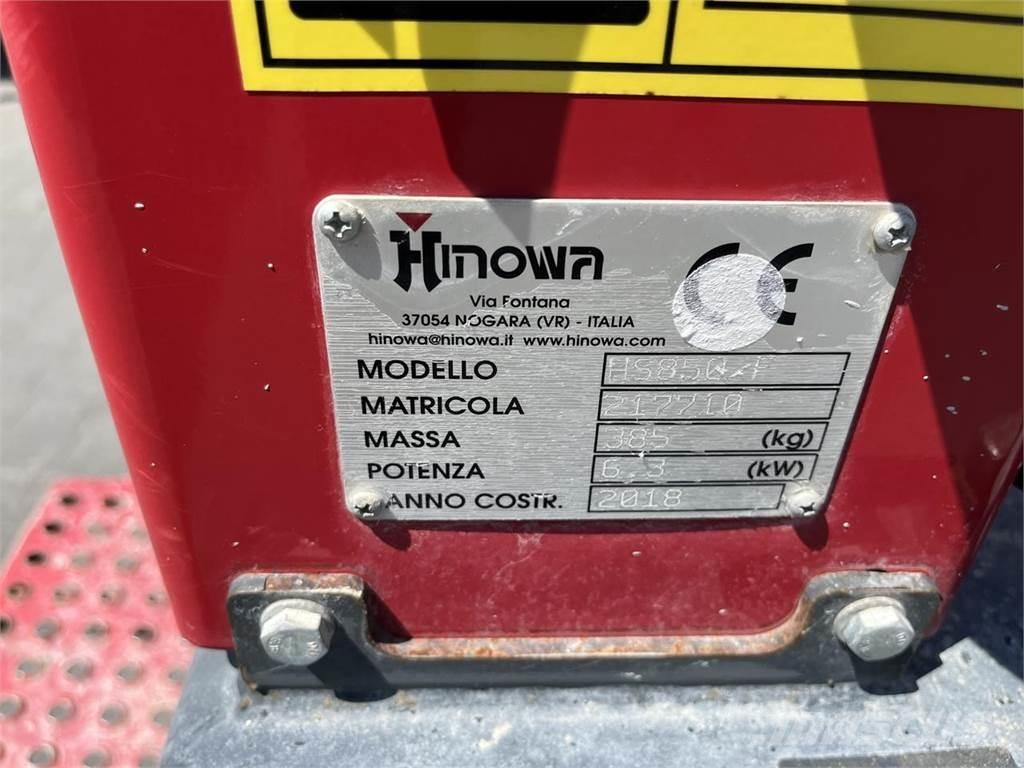 HINOWA
CE
Via Fontana
37054 NOGARA (VR) - ITALIA
hinowa@hinowa.it www.hinowa.com
MODELLO
MATRICOLA 217710
MASSA 385 (kg)
POTENZA 6.3 (kW)
ANNO COSTR. 2018